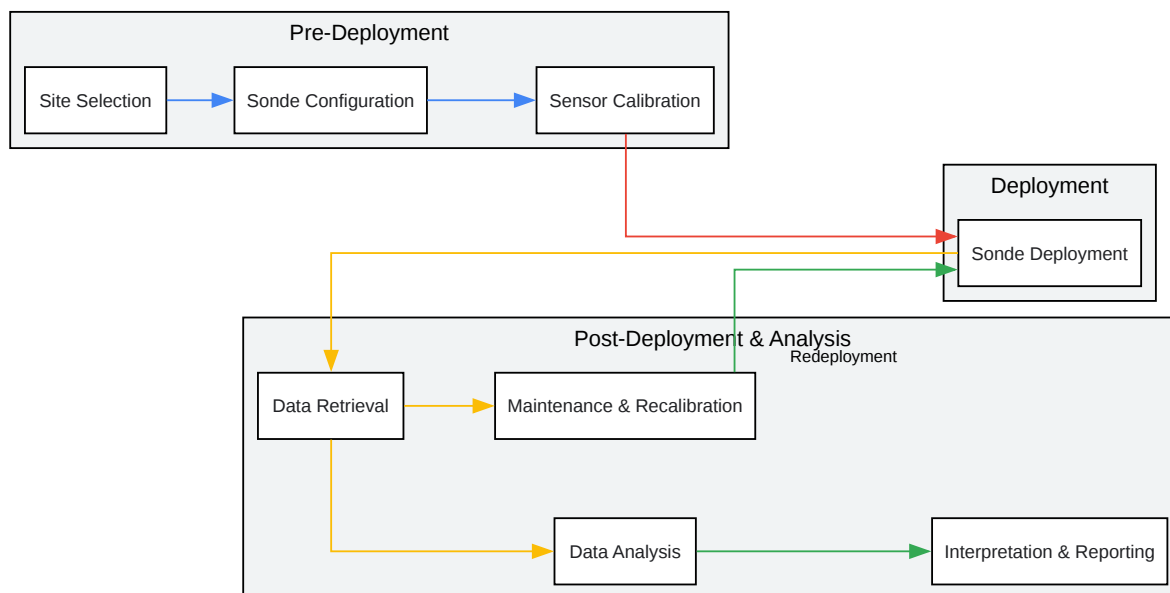 Pre-Deployment
Site Selection
Sonde Configuration
Sensor Calibration
Deployment
Sonde Deployment
Post-Deployment & Analysis
Redeployment
Data Retrieval
Maintenance & Recalibration
Data Analysis
Interpretation & Reporting